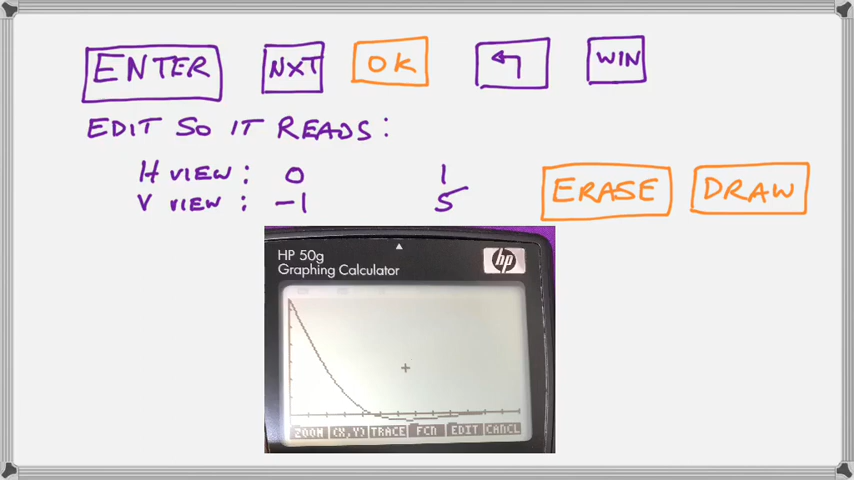 ENTER NXT OK ↰ WIN
EDIT SO IT READS:
H VIEW: 0 1
V VIEW: -1 5
ERASE DRAW
HP 50g
Graphing Calculator
hp
ZOOM (X,Y) TRACE FCN EDIT CANCL